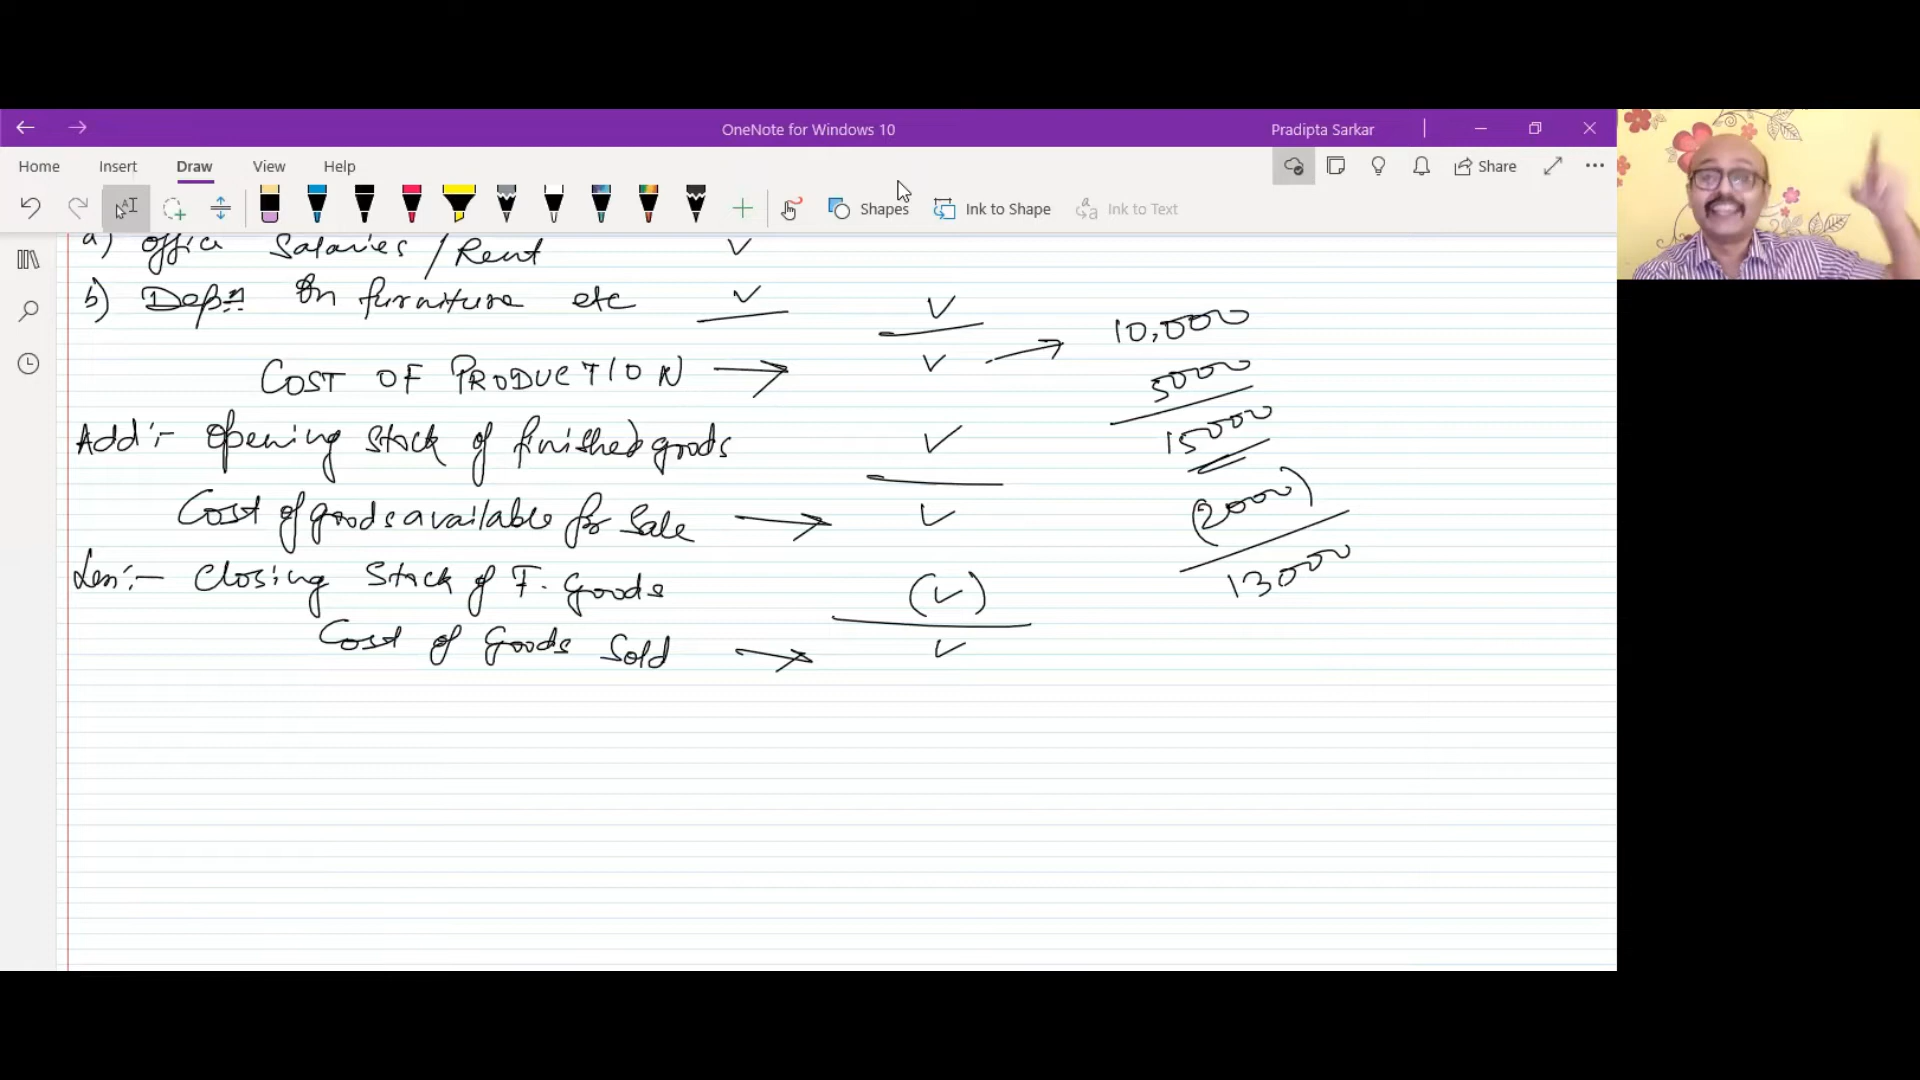 OneNote for Windows 10
Pradipta Sarkar
Home Insert Draw View Help
Share
Shapes Ink to Shape Ink to Text
a) Office Salaries / Rent ✓
b) Depn. On furniture etc ✓ ✓
10,000
COST OF PRODUCTION → ✓ →
5000
15000
Add:- Opening Stock of finished goods ✓
(2000)
Cost of goods available for Sale → ✓
13000
Less:- Closing Stock of F. Goods (✓)
Cost of Goods Sold → ✓